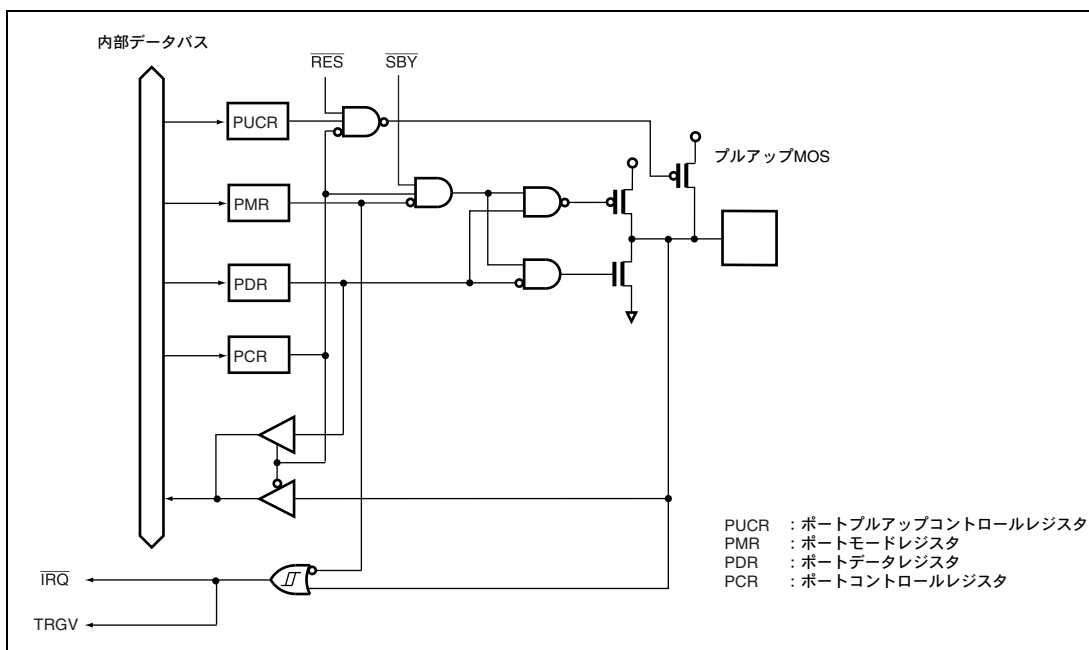 内部データバス
RES
SBY
PUCR
プルアップMOS
PMR
PDR
PCR
IRQ
TRGV
PUCR :ポートプルアップコントロールレジスタ
PMR :ポートモードレジスタ
PDR :ポートデータレジスタ
PCR :ポートコントロールレジスタ